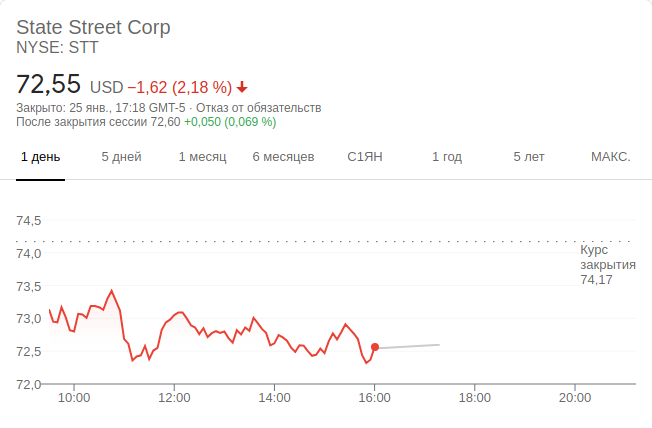 State Street Corp
NYSE: STT
72,55 USD −1,62 (2,18 %)
Закрыто: 25 янв., 17:18 GMT-5 · Отказ от обязательств
После закрытия сессии 72,60 +0,050 (0,069 %)
1 день 5 дней 1 месяц 6 месяцев С1ЯН 1 год 5 лет МАКС.
74,5
74,0
73,5
73,0
72,5
72,0
Курс
закрытия
74,17
10:00 12:00 14:00 16:00 18:00 20:00